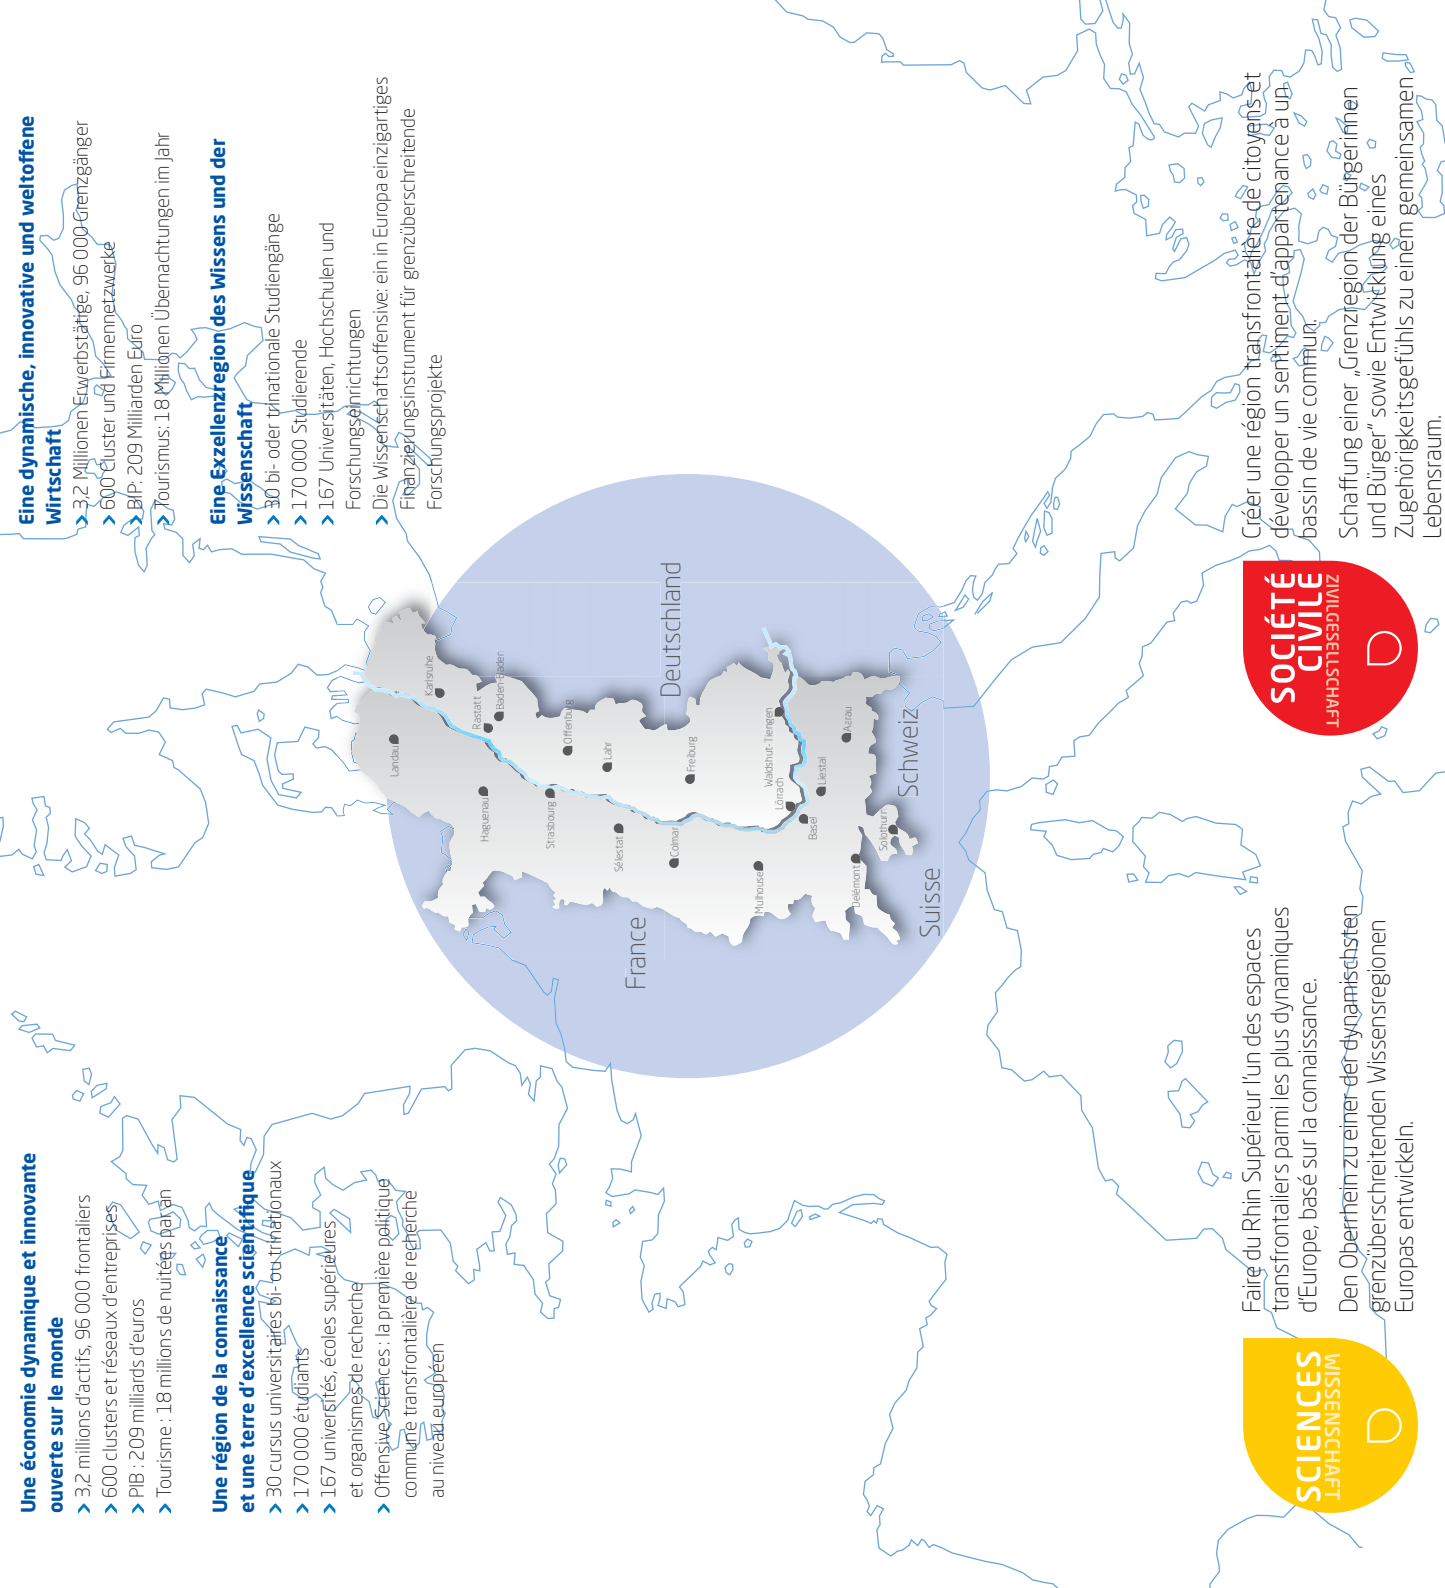 Une économie dynamique et innovante
ouverte sur le monde
› 3,2 millions d'actifs, 96 000 frontaliers
› 600 clusters et réseaux d'entreprises
› PIB : 209 milliards d'euros
› Tourisme : 18 millions de nuitées par an
Une région de la connaissance
et une terre d'excellence scientifique
› 30 cursus universitaires bi- ou trinationaux
› 170 000 étudiants
› 167 universités, écoles supérieures
et organismes de recherche
› Offensive Sciences : la première politique
commune transfrontalière de recherche
au niveau européen
Eine dynamische, innovative und weltoffene
Wirtschaft
› 3,2 Millionen Erwerbstätige, 96 000 Grenzgänger
› 600 Cluster und Firmennetzwerke
› BIP: 209 Milliarden Euro
› Tourismus: 18 Millionen Übernachtungen im Jahr
Eine Exzellenzregion des Wissens und der
Wissenschaft
› 30 bi- oder trinationale Studiengänge
› 170 000 Studierende
› 167 Universitäten, Hochschulen und
Forschungseinrichtungen
› Die Wissenschaftsoffensive: ein in Europa einzigartiges
Finanzierungsinstrument für grenzüberschreitende
Forschungsprojekte
Landau
Karlsruhe
Rastatt
Baden-Baden
Haguenau
Strasbourg
Offenburg
Lahr
Sélestat
Colmar
Freiburg
Mulhouse
Waldshut-Tiengen
Lörrach
Basel
Liestal
Aarau
Delémont
Solothurn
France
Deutschland
Suisse
Schweiz
SCIENCES
WISSENSCHAFT
Faire du Rhin Supérieur l'un des espaces
transfrontaliers parmi les plus dynamiques
d'Europe, basé sur la connaissance.
Den Oberrhein zu einer der dynamischsten
grenzüberschreitenden Wissensregionen
Europas entwickeln.
SOCIÉTÉ
CIVILE
ZIVILGESELLSCHAFT
Créer une région transfrontalière de citoyens et
développer un sentiment d'appartenance à un
bassin de vie commun.
Schaffung einer „Grenzregion der Bürgerinnen
und Bürger“ sowie Entwicklung eines
Zugehörigkeitsgefühls zu einem gemeinsamen
Lebensraum.